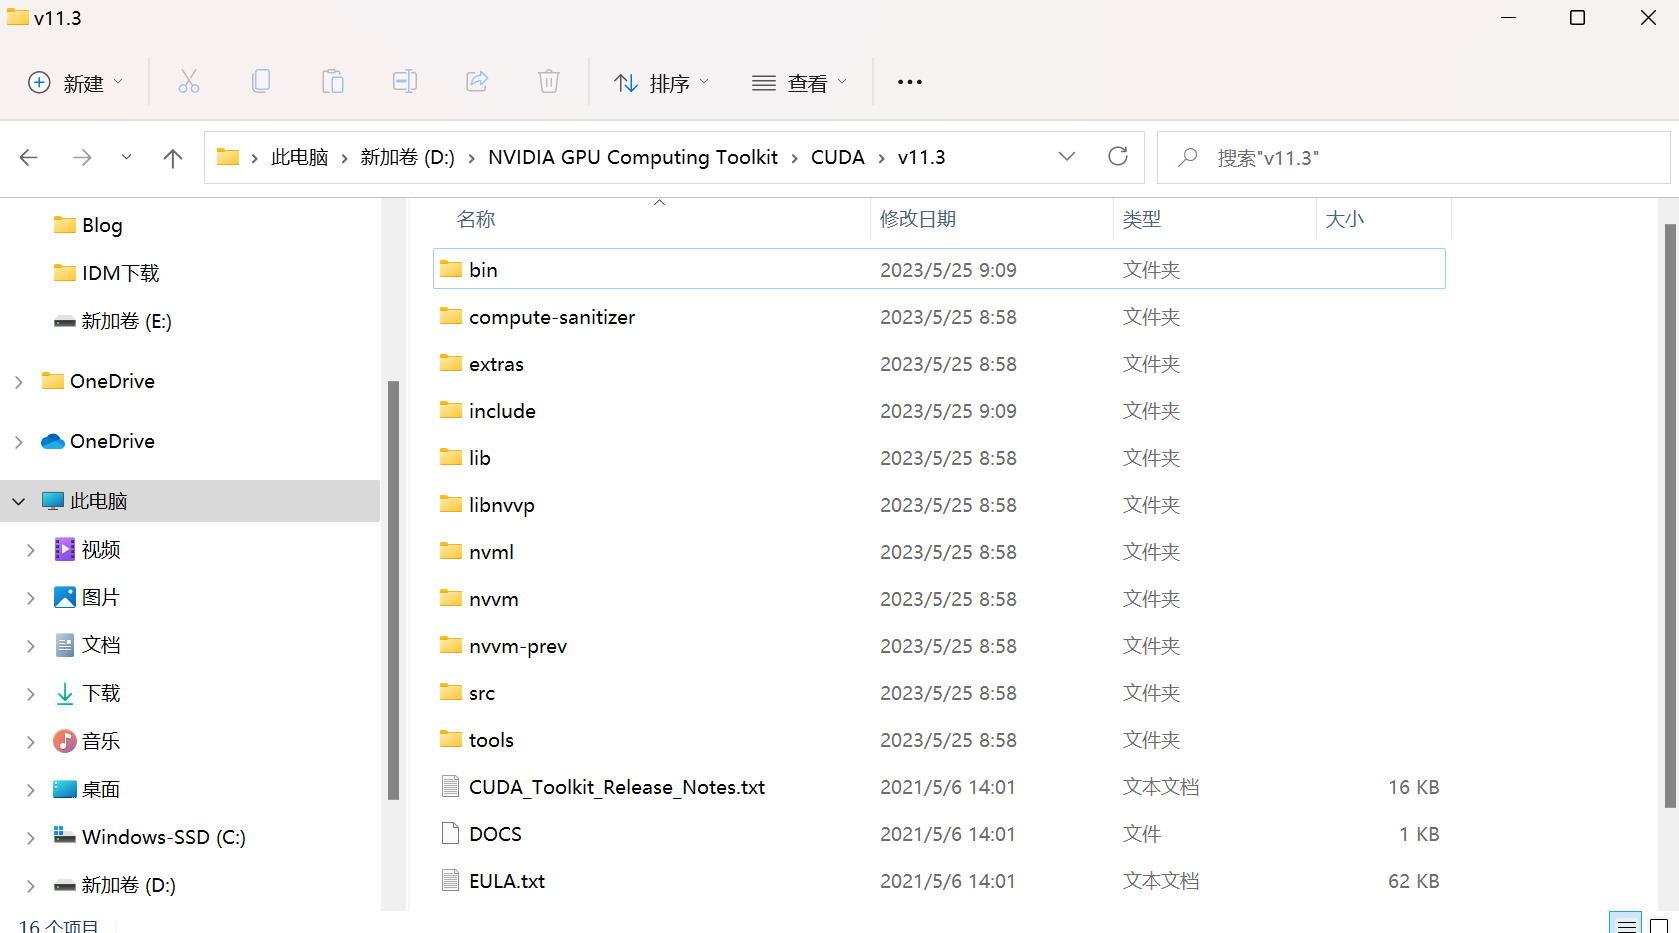 v11.3
新建 排序 查看
此电脑 › 新加卷 (D:) › NVIDIA GPU Computing Toolkit › CUDA › v11.3
搜索"v11.3"
Blog
IDM下载
新加卷 (E:)
OneDrive
OneDrive
此电脑
视频
图片
文档
下载
音乐
桌面
Windows-SSD (C:)
新加卷 (D:)
名称 修改日期 类型 大小
bin 2023/5/25 9:09 文件夹
compute-sanitizer 2023/5/25 8:58 文件夹
extras 2023/5/25 8:58 文件夹
include 2023/5/25 9:09 文件夹
lib 2023/5/25 8:58 文件夹
libnvvp 2023/5/25 8:58 文件夹
nvml 2023/5/25 8:58 文件夹
nvvm 2023/5/25 8:58 文件夹
nvvm-prev 2023/5/25 8:58 文件夹
src 2023/5/25 8:58 文件夹
tools 2023/5/25 8:58 文件夹
CUDA_Toolkit_Release_Notes.txt 2021/5/6 14:01 文本文档 16 KB
DOCS 2021/5/6 14:01 文件 1 KB
EULA.txt 2021/5/6 14:01 文本文档 62 KB
16 个项目